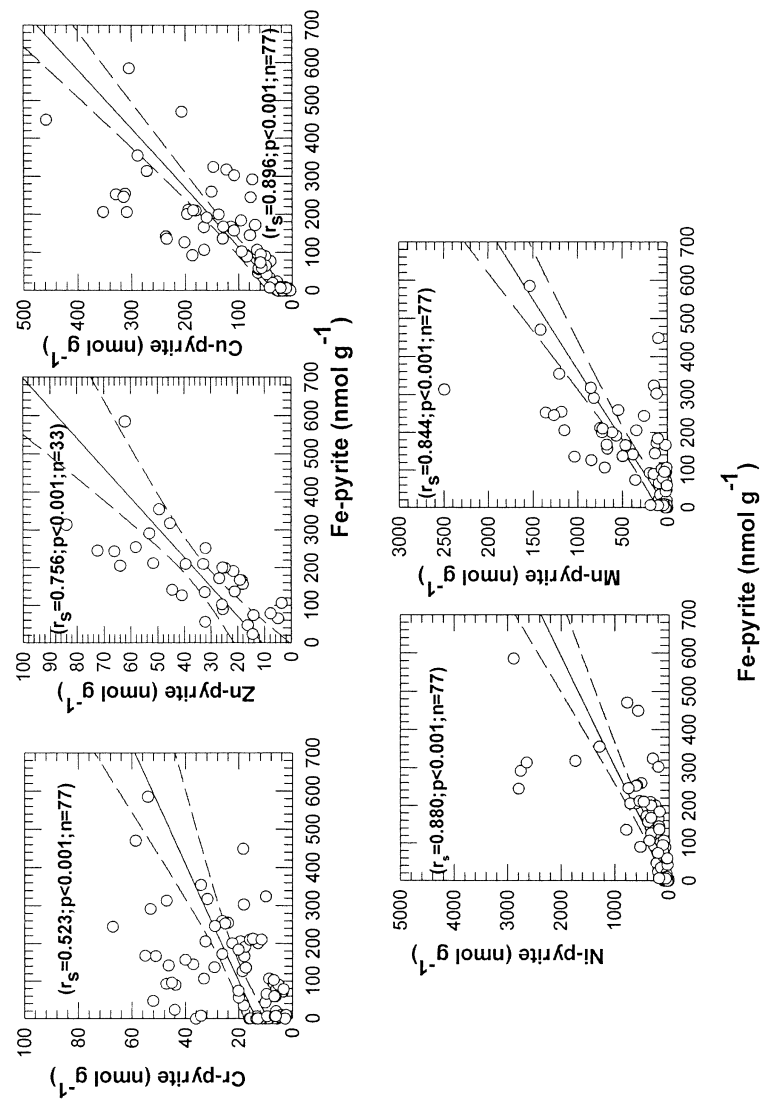 100
80
60
40
20
0
Cr-pyrite (nmol g-1)
(rs=0.523;p<0.001;n=77)
0 100 200 300 400 500 600 700
100
90
80
70
60
50
40
30
20
10
0
Zn-pyrite (nmol g-1)
(rs=0.756;p<0.001;n=33)
0 100 200 300 400 500 600 700
500
400
300
200
100
0
Cu-pyrite (nmol g-1)
(rs=0.896;p<0.001;n=77)
0 100 200 300 400 500 600 700
Fe-pyrite (nmol g-1)
5000
4000
3000
2000
1000
0
Ni-pyrite (nmol g-1)
(rs=0.880;p<0.001;n=77)
0 100 200 300 400 500 600 700
3000
2500
2000
1500
1000
500
0
Mn-pyrite (nmol g-1)
(rs=0.844;p<0.001;n=77)
0 100 200 300 400 500 600 700
Fe-pyrite (nmol g-1)